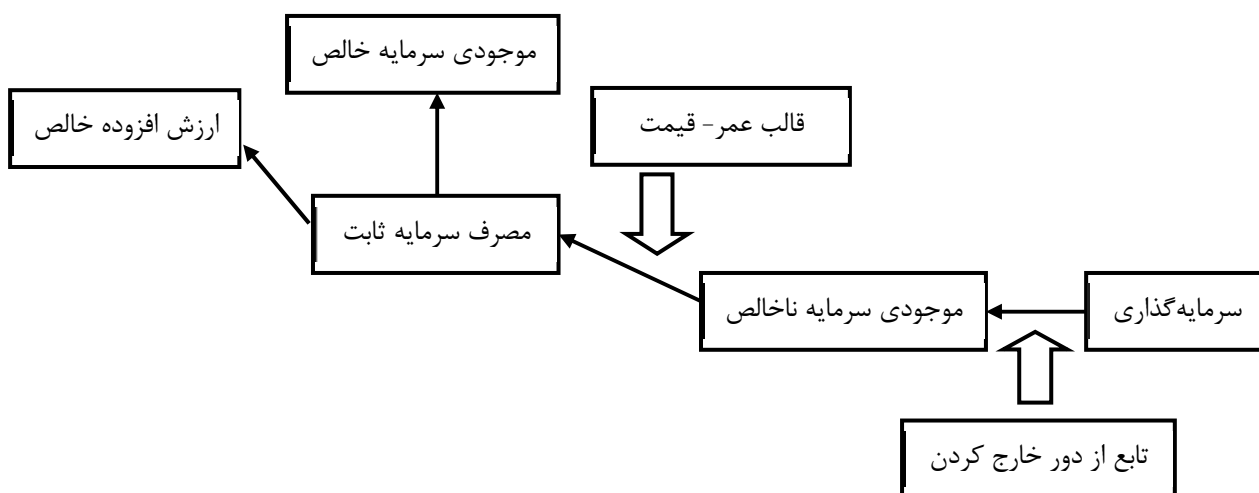 موجودی سرمایه خالص
ارزش افزوده خالص
قالب عمر- قیمت
مصرف سرمایه ثابت
سرمایه‌گذاری
موجودی سرمایه ناخالص
تابع از دور خارج کردن